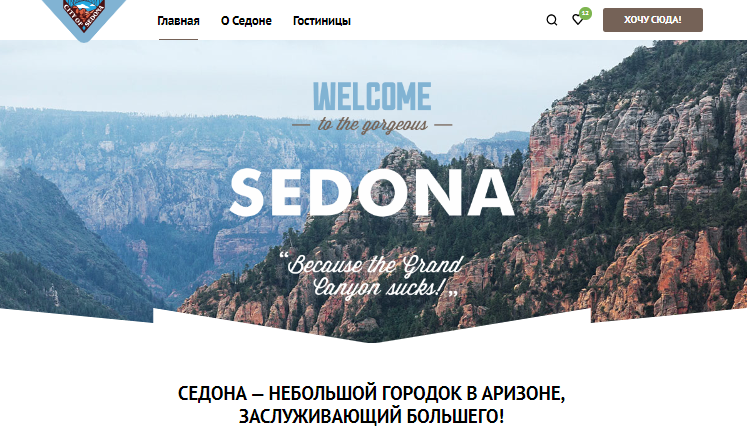 CITY OF SEDONA
Главная О Седоне Гостиницы 12 ХОЧУ СЮДА!
WELCOME
to the gorgeous
SEDONA
“Because the Grand
Canyon sucks!”
СЕДОНА — НЕБОЛЬШОЙ ГОРОДОК В АРИЗОНЕ,
ЗАСЛУЖИВАЮЩИЙ БОЛЬШЕГО!